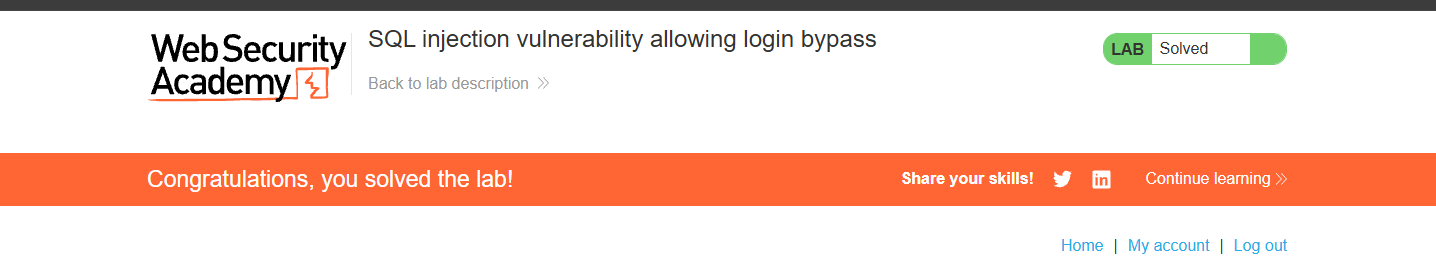 Web Security
Academy
SQL injection vulnerability allowing login bypass
Back to lab description
LAB Solved
Congratulations, you solved the lab!
Share your skills!
Continue learning
Home | My account | Log out